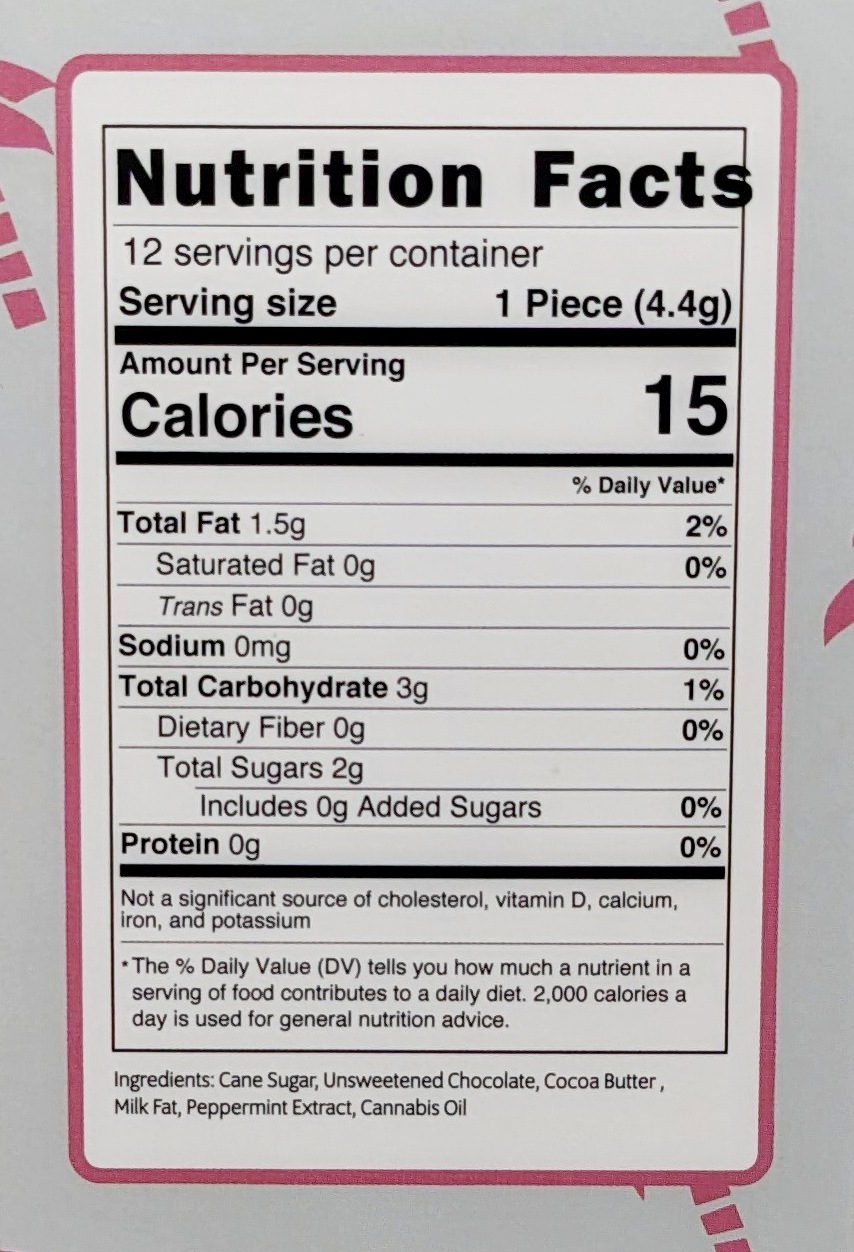 Nutrition Facts
12 servings per container
Serving size 1 Piece (4.4g)
Amount Per Serving
Calories 15
% Daily Value*
Total Fat 1.5g 2%
Saturated Fat 0g 0%
Trans Fat 0g
Sodium 0mg 0%
Total Carbohydrate 3g 1%
Dietary Fiber 0g 0%
Total Sugars 2g
Includes 0g Added Sugars 0%
Protein 0g 0%
Not a significant source of cholesterol, vitamin D, calcium,
iron, and potassium
*The % Daily Value (DV) tells you how much a nutrient in a
serving of food contributes to a daily diet. 2,000 calories a
day is used for general nutrition advice.
Ingredients: Cane Sugar, Unsweetened Chocolate, Cocoa Butter ,
Milk Fat, Peppermint Extract, Cannabis Oil